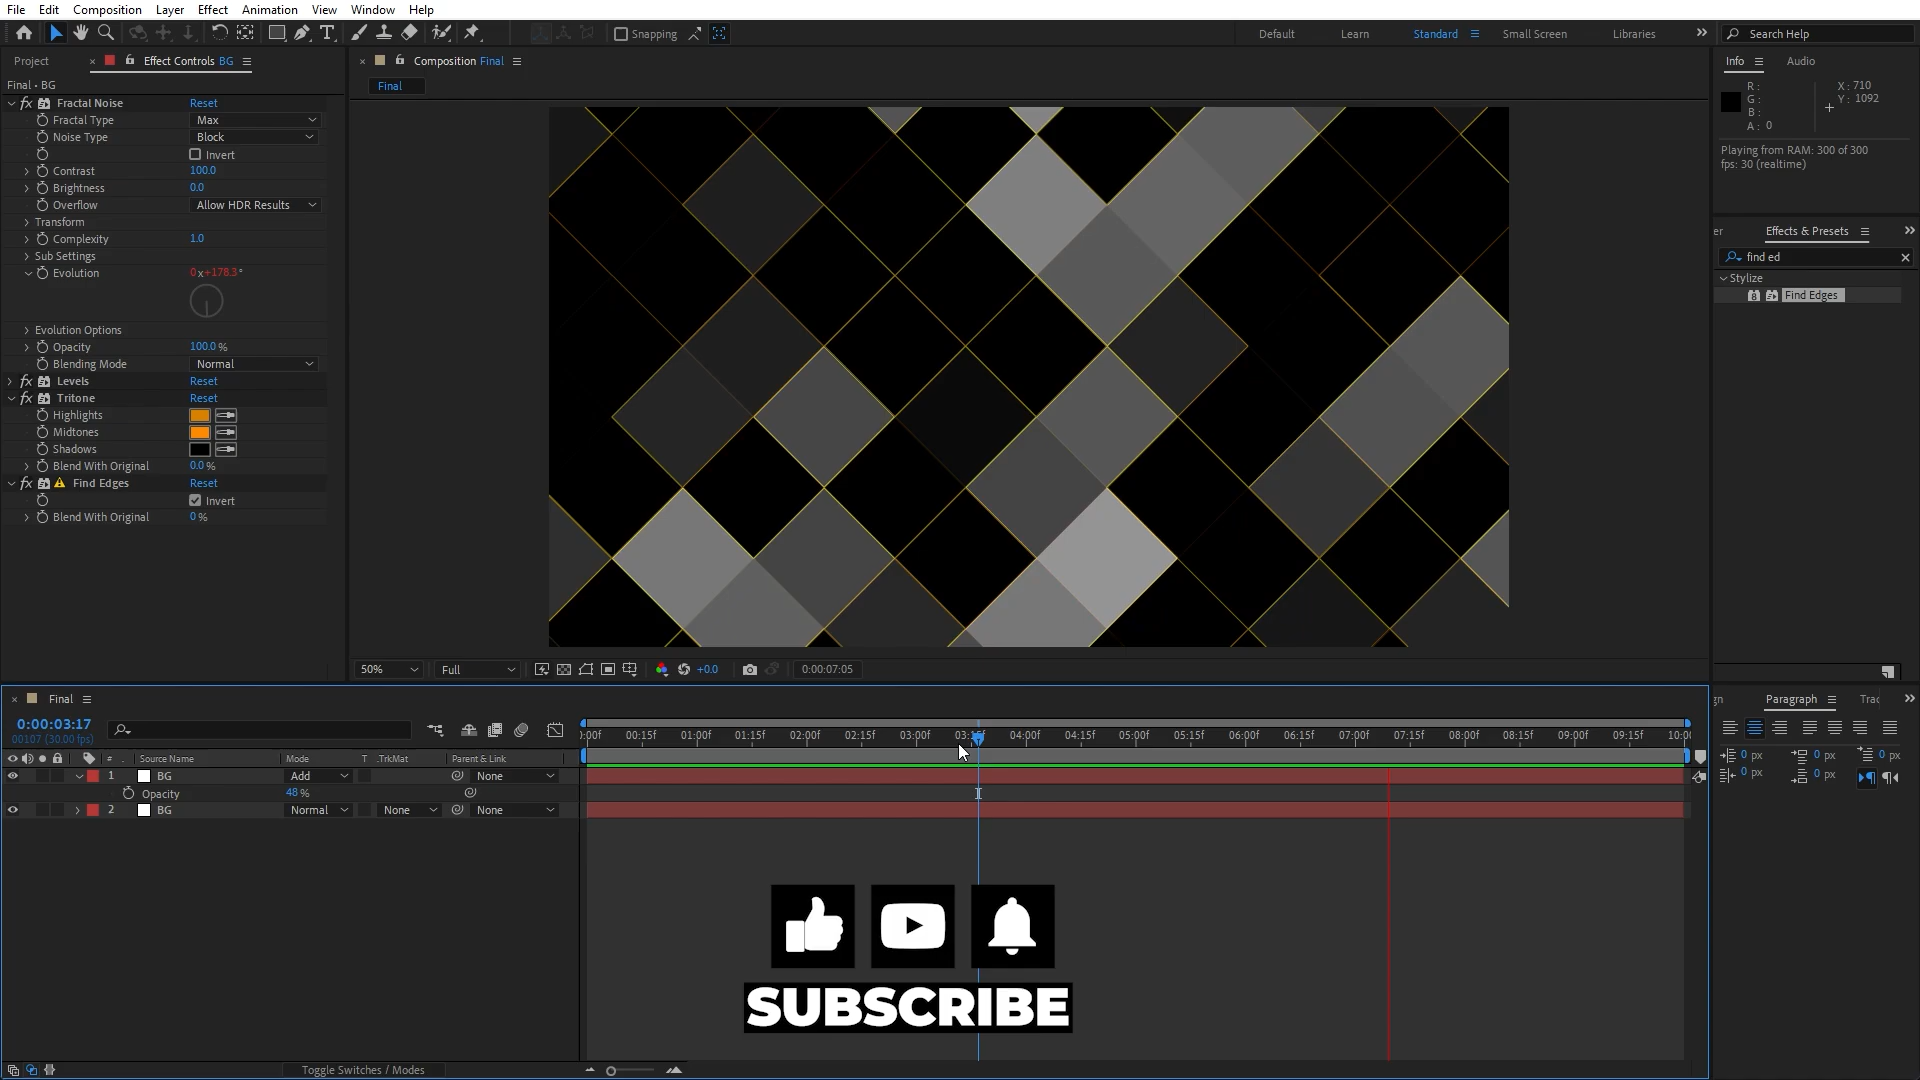 File Edit Composition Layer Effect Animation View Window Help
Snapping Default Learn Standard Small Screen Libraries Search Help
Project Effect Controls BG Composition Final Info Audio
Final • BG Final
R : X : 710
G : Y : 1092
B :
A : 0
Playing from RAM: 300 of 300
fps: 30 (realtime)
Fractal Noise Reset
Fractal Type Max
Noise Type Block
Invert
Contrast 100.0
Brightness 0.0
Overflow Allow HDR Results
Transform
Complexity 1.0
Sub Settings
Evolution 0x+178.3°
Evolution Options
Opacity 100.0 %
Blending Mode Normal
Levels Reset
Tritone Reset
Highlights
Midtones
Shadows
Blend With Original 0.0 %
Find Edges Reset
Invert
Blend With Original 0 %
er Effects & Presets
find ed
Stylize
Find Edges
50% Full +0.0 0:00:07:05
Final
0:00:03:17
00107 (30.00 fps)
):00f 00:15f 01:00f 01:15f 02:00f 02:15f 03:00f 03:15f 04:00f 04:15f 05:00f 05:15f 06:00f 06:15f 07:00f 07:15f 08:00f 08:15f 09:00f 09:15f 10:00
# . Source Name Mode T .TrkMat Parent & Link
1 BG Add None
Opacity 48 %
2 BG Normal None None
gn Paragraph Trac
0 px 0 px 0 px
0 px 0 px
SUBSCRIBE
Toggle Switches / Modes